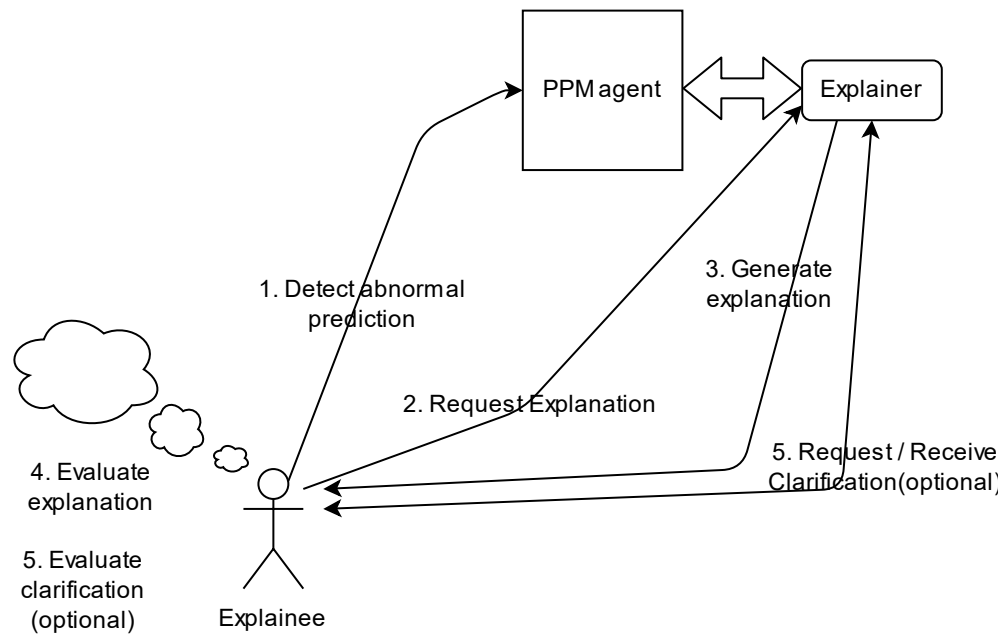 PPM agent
Explainer
1. Detect abnormal
prediction
3. Generate
explanation
2. Request Explanation
4. Evaluate
explanation
5. Request / Receive
Clarification(optional)
5. Evaluate
clarification
(optional)
Explainee